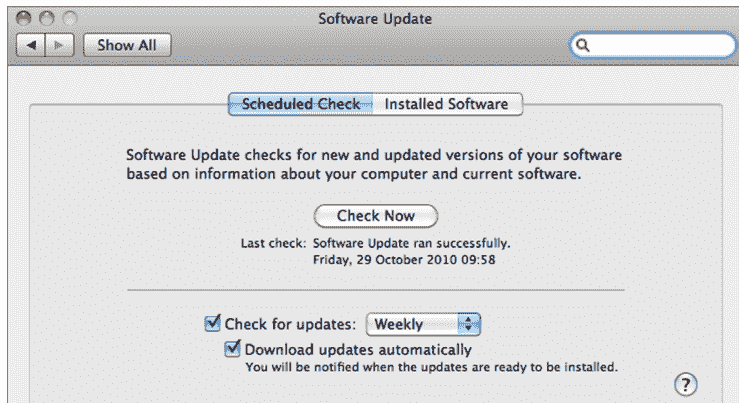 Software Update
Show All
Scheduled Check Installed Software
Software Update checks for new and updated versions of your software
based on information about your computer and current software.
Check Now
Last check: Software Update ran successfully.
Friday, 29 October 2010 09:58
Check for updates: Weekly
Download updates automatically
You will be notified when the updates are ready to be installed.
?